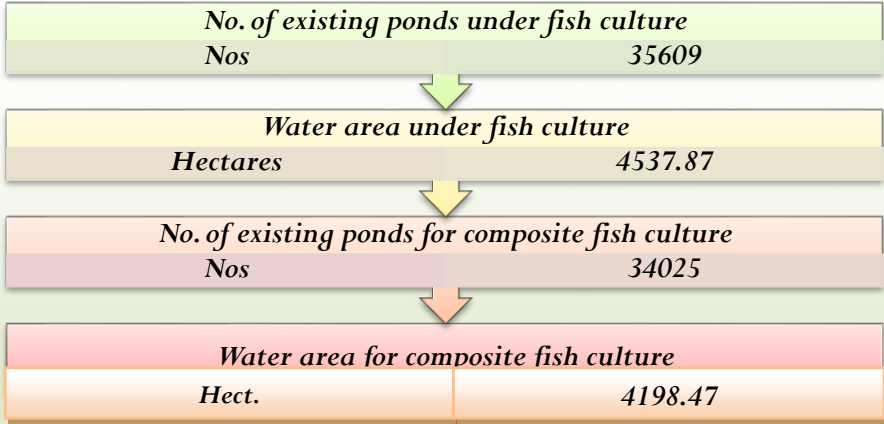 No. of existing ponds under fish culture
Nos 35609
Water area under fish culture
Hectares 4537.87
No. of existing ponds for composite fish culture
Nos 34025
Water area for composite fish culture
Hect. 4198.47